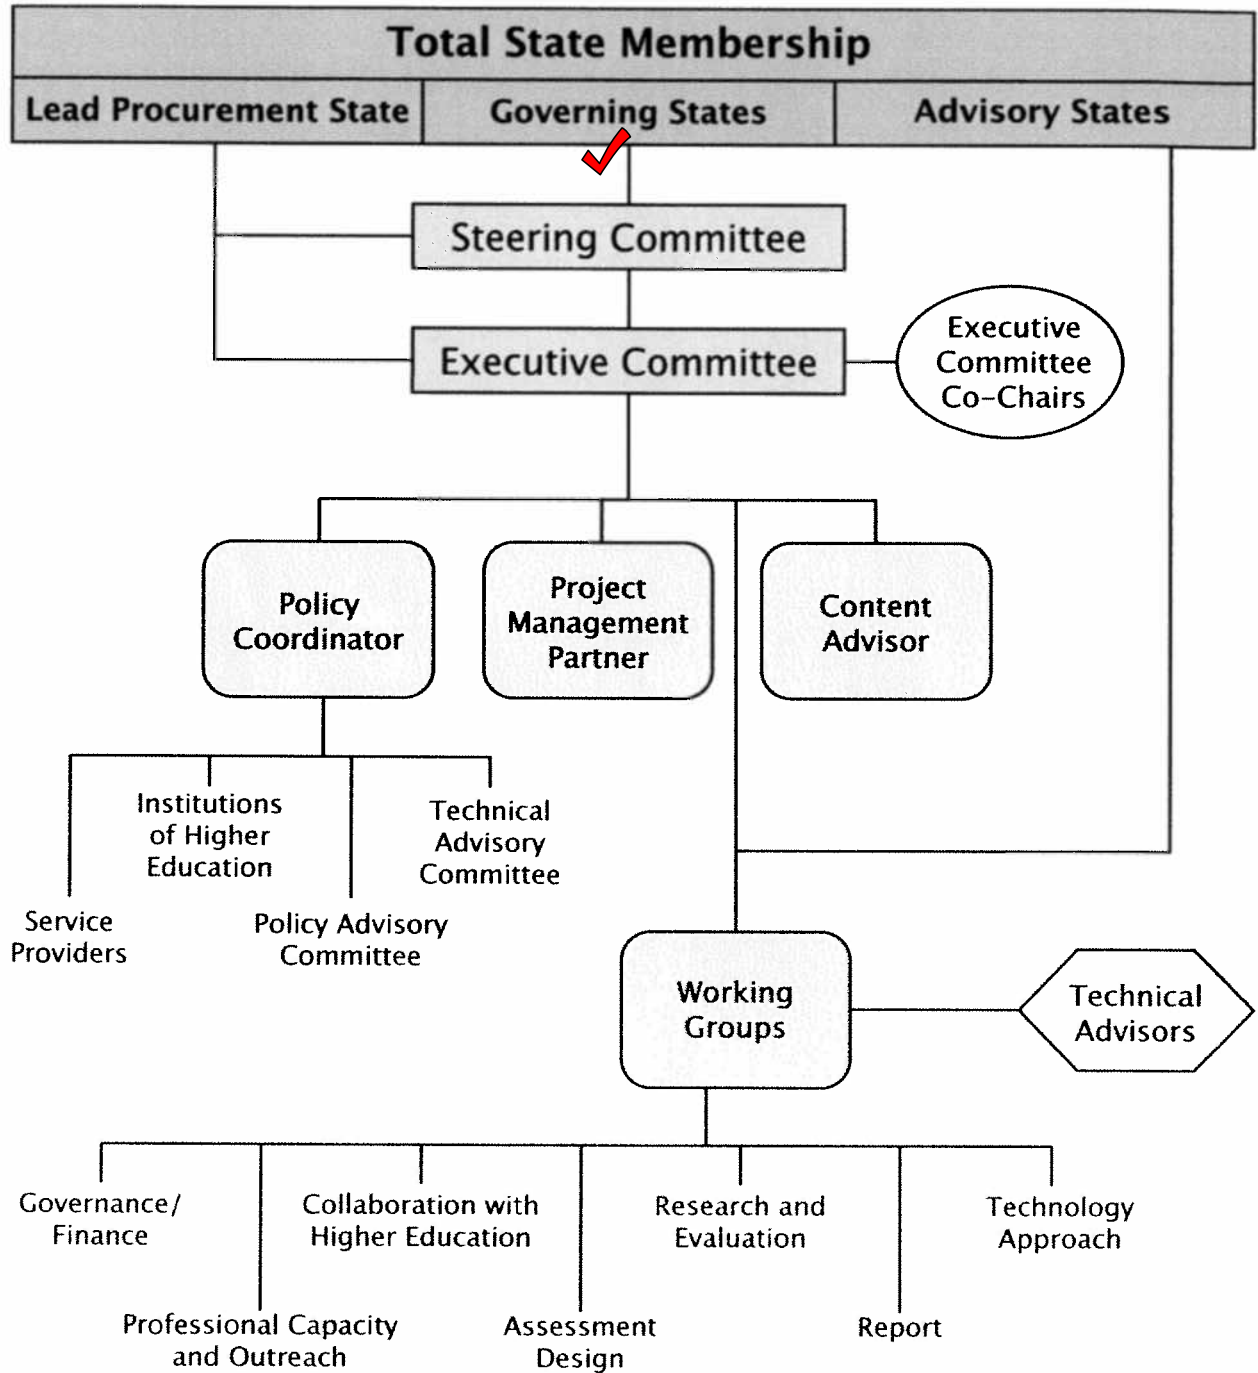 Total State Membership
Lead Procurement State
Governing States
Advisory States
Steering Committee
Executive Committee
Executive
Committee
Co-Chairs
Policy
Coordinator
Project
Management
Partner
Content
Advisor
Institutions
of Higher
Education
Technical
Advisory
Committee
Service
Providers
Policy Advisory
Committee
Working
Groups
Technical
Advisors
Governance/
Finance
Collaboration with
Higher Education
Research and
Evaluation
Technology
Approach
Professional Capacity
and Outreach
Assessment
Design
Report